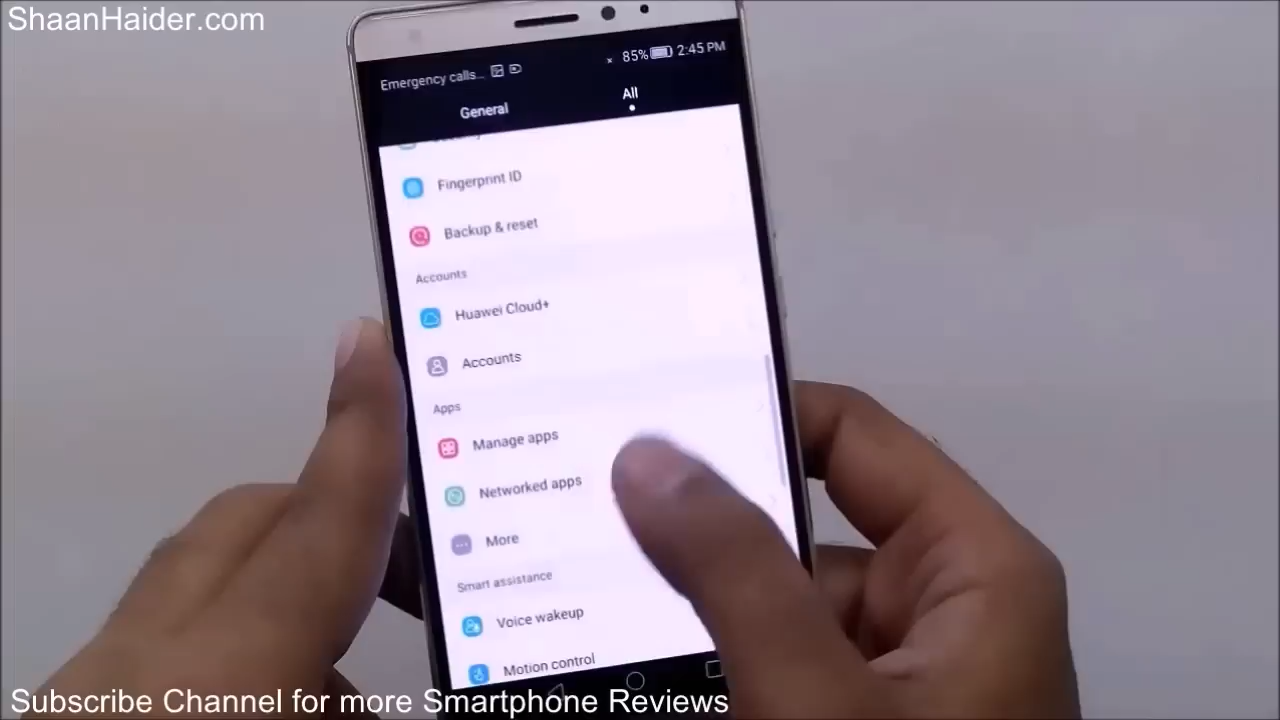 ShaanHaider.com
Emergency calls... 85% 2:45 PM
General All
Fingerprint ID
Backup & reset
Accounts
Huawei Cloud+
Accounts
Apps
Manage apps
Networked apps
More
Smart assistance
Voice wakeup
Motion control
Subscribe Channel for more Smartphone Reviews